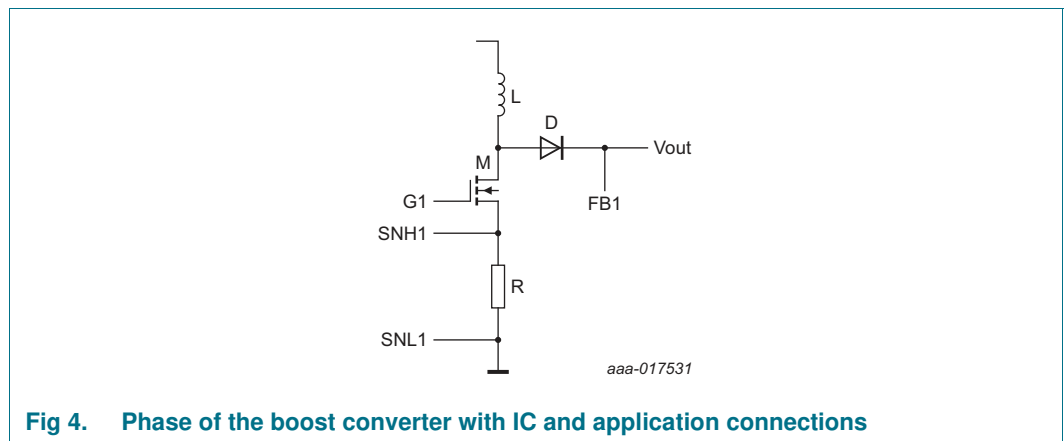 L
D
Vout
M
G1
FB1
SNH1
R
SNL1
aaa-017531
Fig 4. Phase of the boost converter with IC and application connections